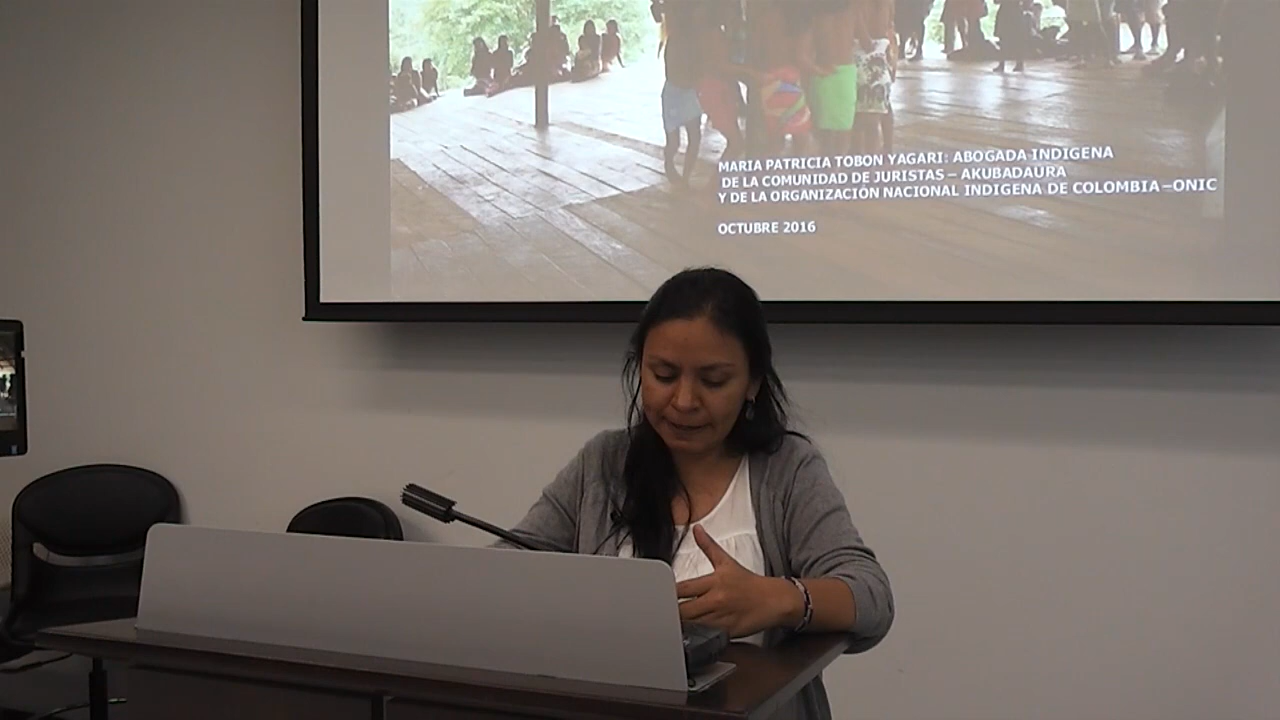 MARIA PATRICIA TOBON YAGARI: ABOGADA INDIGENA
DE LA COMUNIDAD DE JURISTAS – AKUBADAURA
Y DE LA ORGANIZACIÓN NACIONAL INDIGENA DE COLOMBIA –ONIC
OCTUBRE 2016